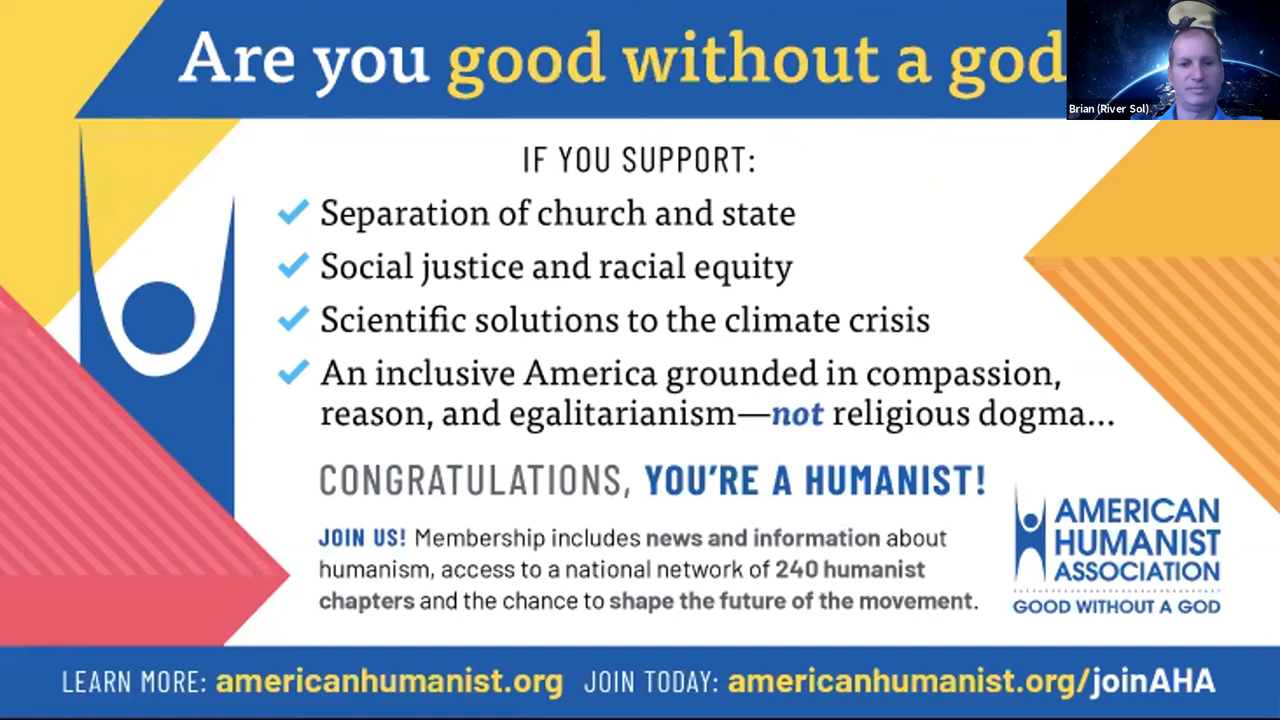 Are you good without a god
Brian (River Sol)
IF YOU SUPPORT:
Separation of church and state
Social justice and racial equity
Scientific solutions to the climate crisis
An inclusive America grounded in compassion,
reason, and egalitarianism—not religious dogma...
CONGRATULATIONS, YOU'RE A HUMANIST!
JOIN US! Membership includes news and information about
humanism, access to a national network of 240 humanist
chapters and the chance to shape the future of the movement.
AMERICAN
HUMANIST
ASSOCIATION
GOOD WITHOUT A GOD
LEARN MORE: americanhumanist.org JOIN TODAY: americanhumanist.org/joinAHA